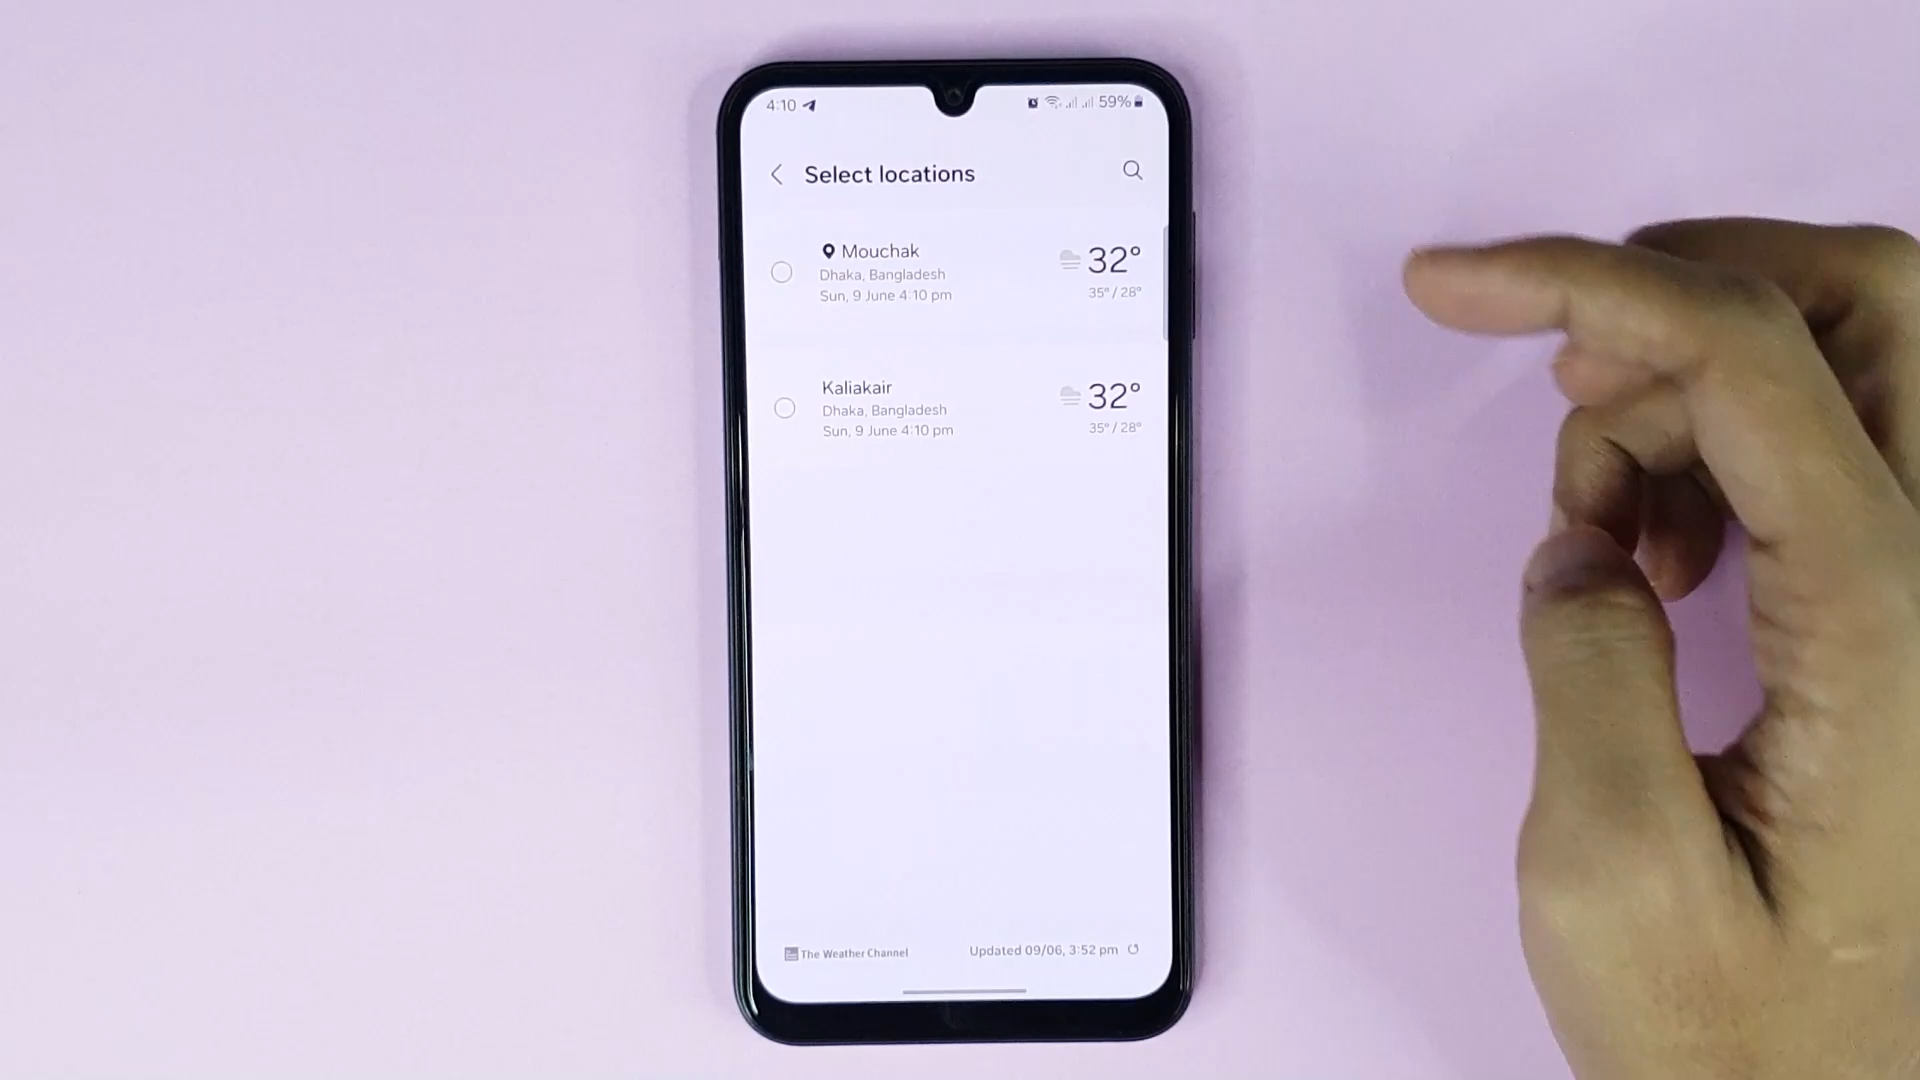 4:10
59%
Select locations
Mouchak
Dhaka, Bangladesh
Sun, 9 June 4:10 pm
32°
35° / 28°
Kaliakair
Dhaka, Bangladesh
Sun, 9 June 4:10 pm
32°
35° / 28°
The Weather Channel
Updated 09/06, 3:52 pm